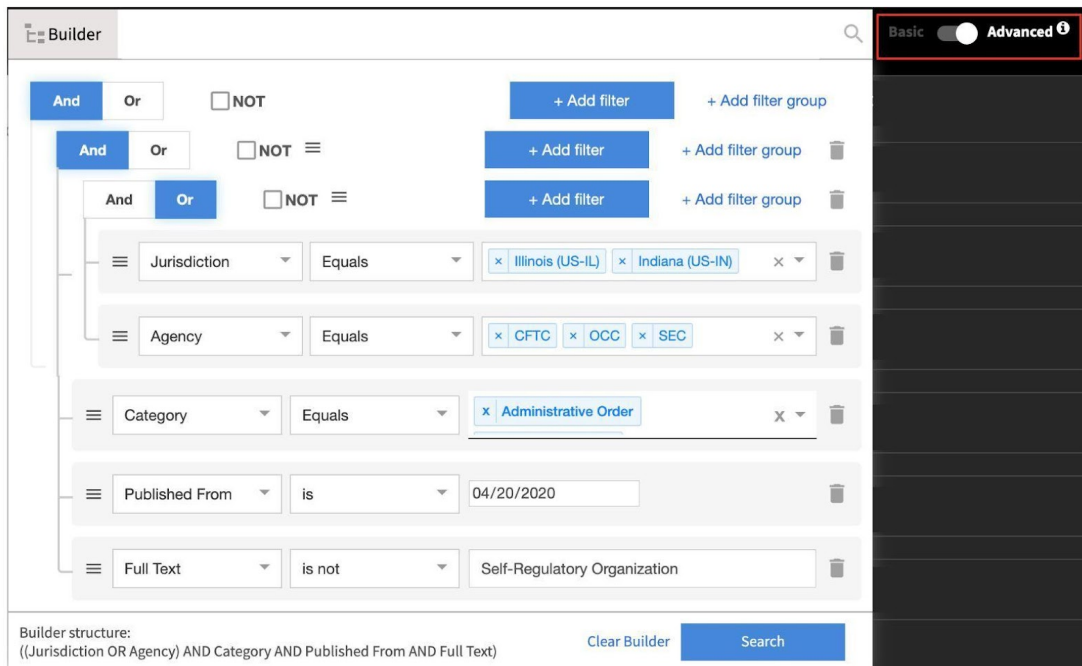 Builder
Basic Advanced
And Or NOT + Add filter + Add filter group
And Or NOT + Add filter + Add filter group
And Or NOT + Add filter + Add filter group
Jurisdiction Equals × Illinois (US-IL) × Indiana (US-IN) ×
Agency Equals × CFTC × OCC × SEC ×
Category Equals x Administrative Order x
Published From is 04/20/2020
Full Text is not Self-Regulatory Organization
Builder structure:
((Jurisdiction OR Agency) AND Category AND Published From AND Full Text)
Clear Builder Search